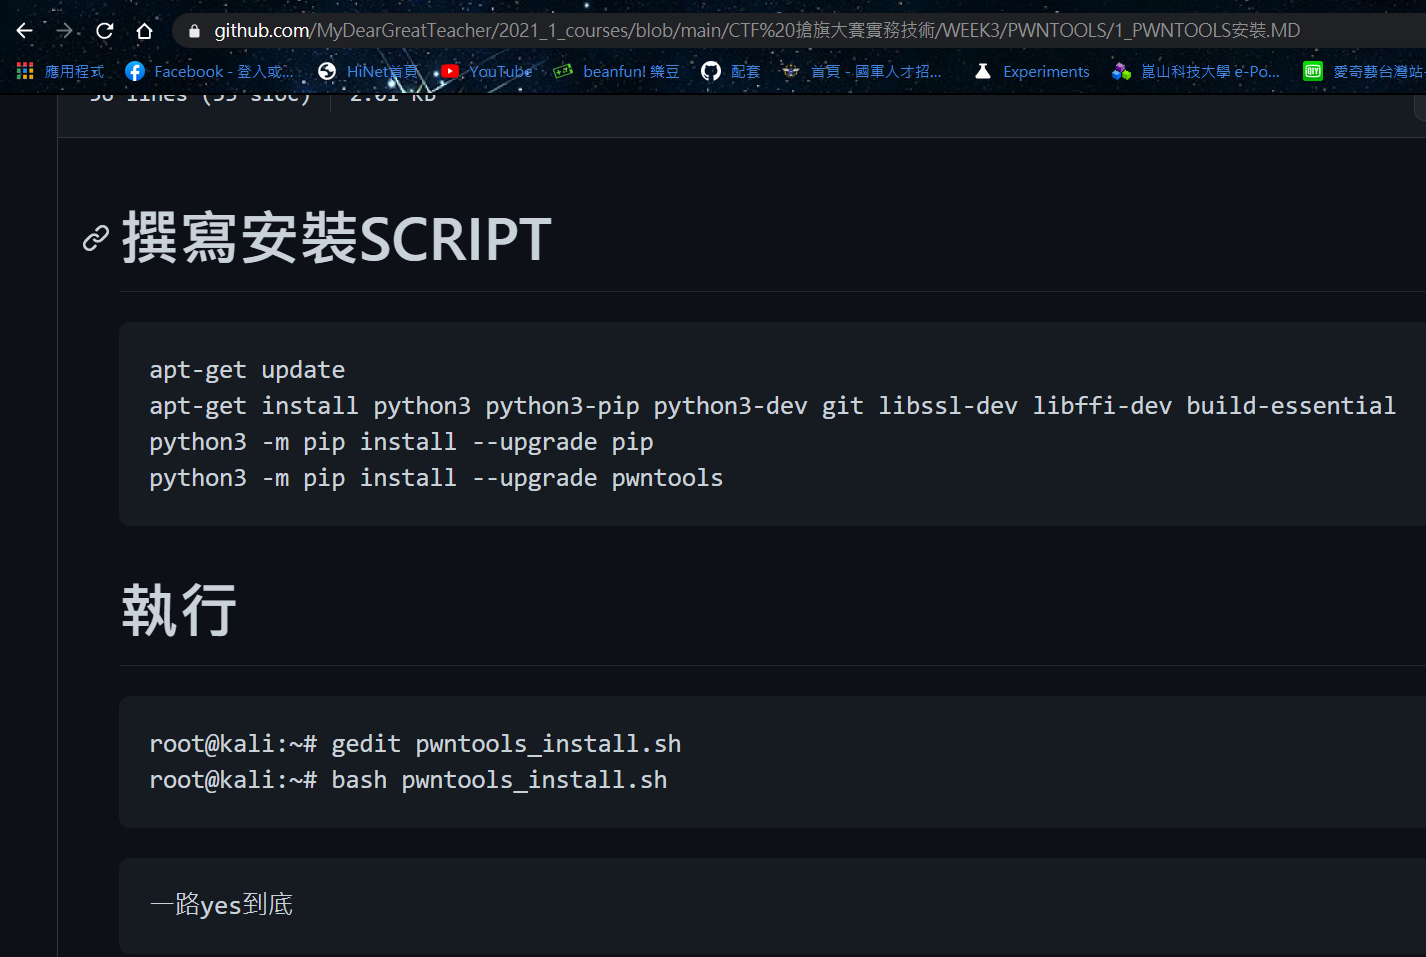 github.com/MyDearGreatTeacher/2021_1_courses/blob/main/CTF%20搶旗大賽實務技術/WEEK3/PWNTOOLS/1_PWNTOOLS安裝.MD
應用程式 Facebook - 登入或... HiNet首頁 YouTube beanfun! 樂豆 配套 首頁 - 國軍人才招... Experiments 崑山科技大學 e-Po... 愛奇藝台灣站
撰寫安裝SCRIPT
apt-get update
apt-get install python3 python3-pip python3-dev git libssl-dev libffi-dev build-essential
python3 -m pip install --upgrade pip
python3 -m pip install --upgrade pwntools
執行
root@kali:~# gedit pwntools_install.sh
root@kali:~# bash pwntools_install.sh
一路yes到底